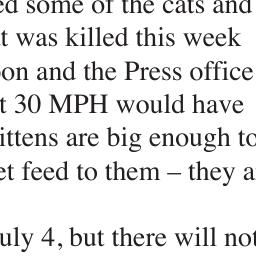 ed some of the cats and
t was killed this week
on and the Press office
t 30 MPH would have
ittens are big enough to
et feed to them – they a
uly 4, but there will not